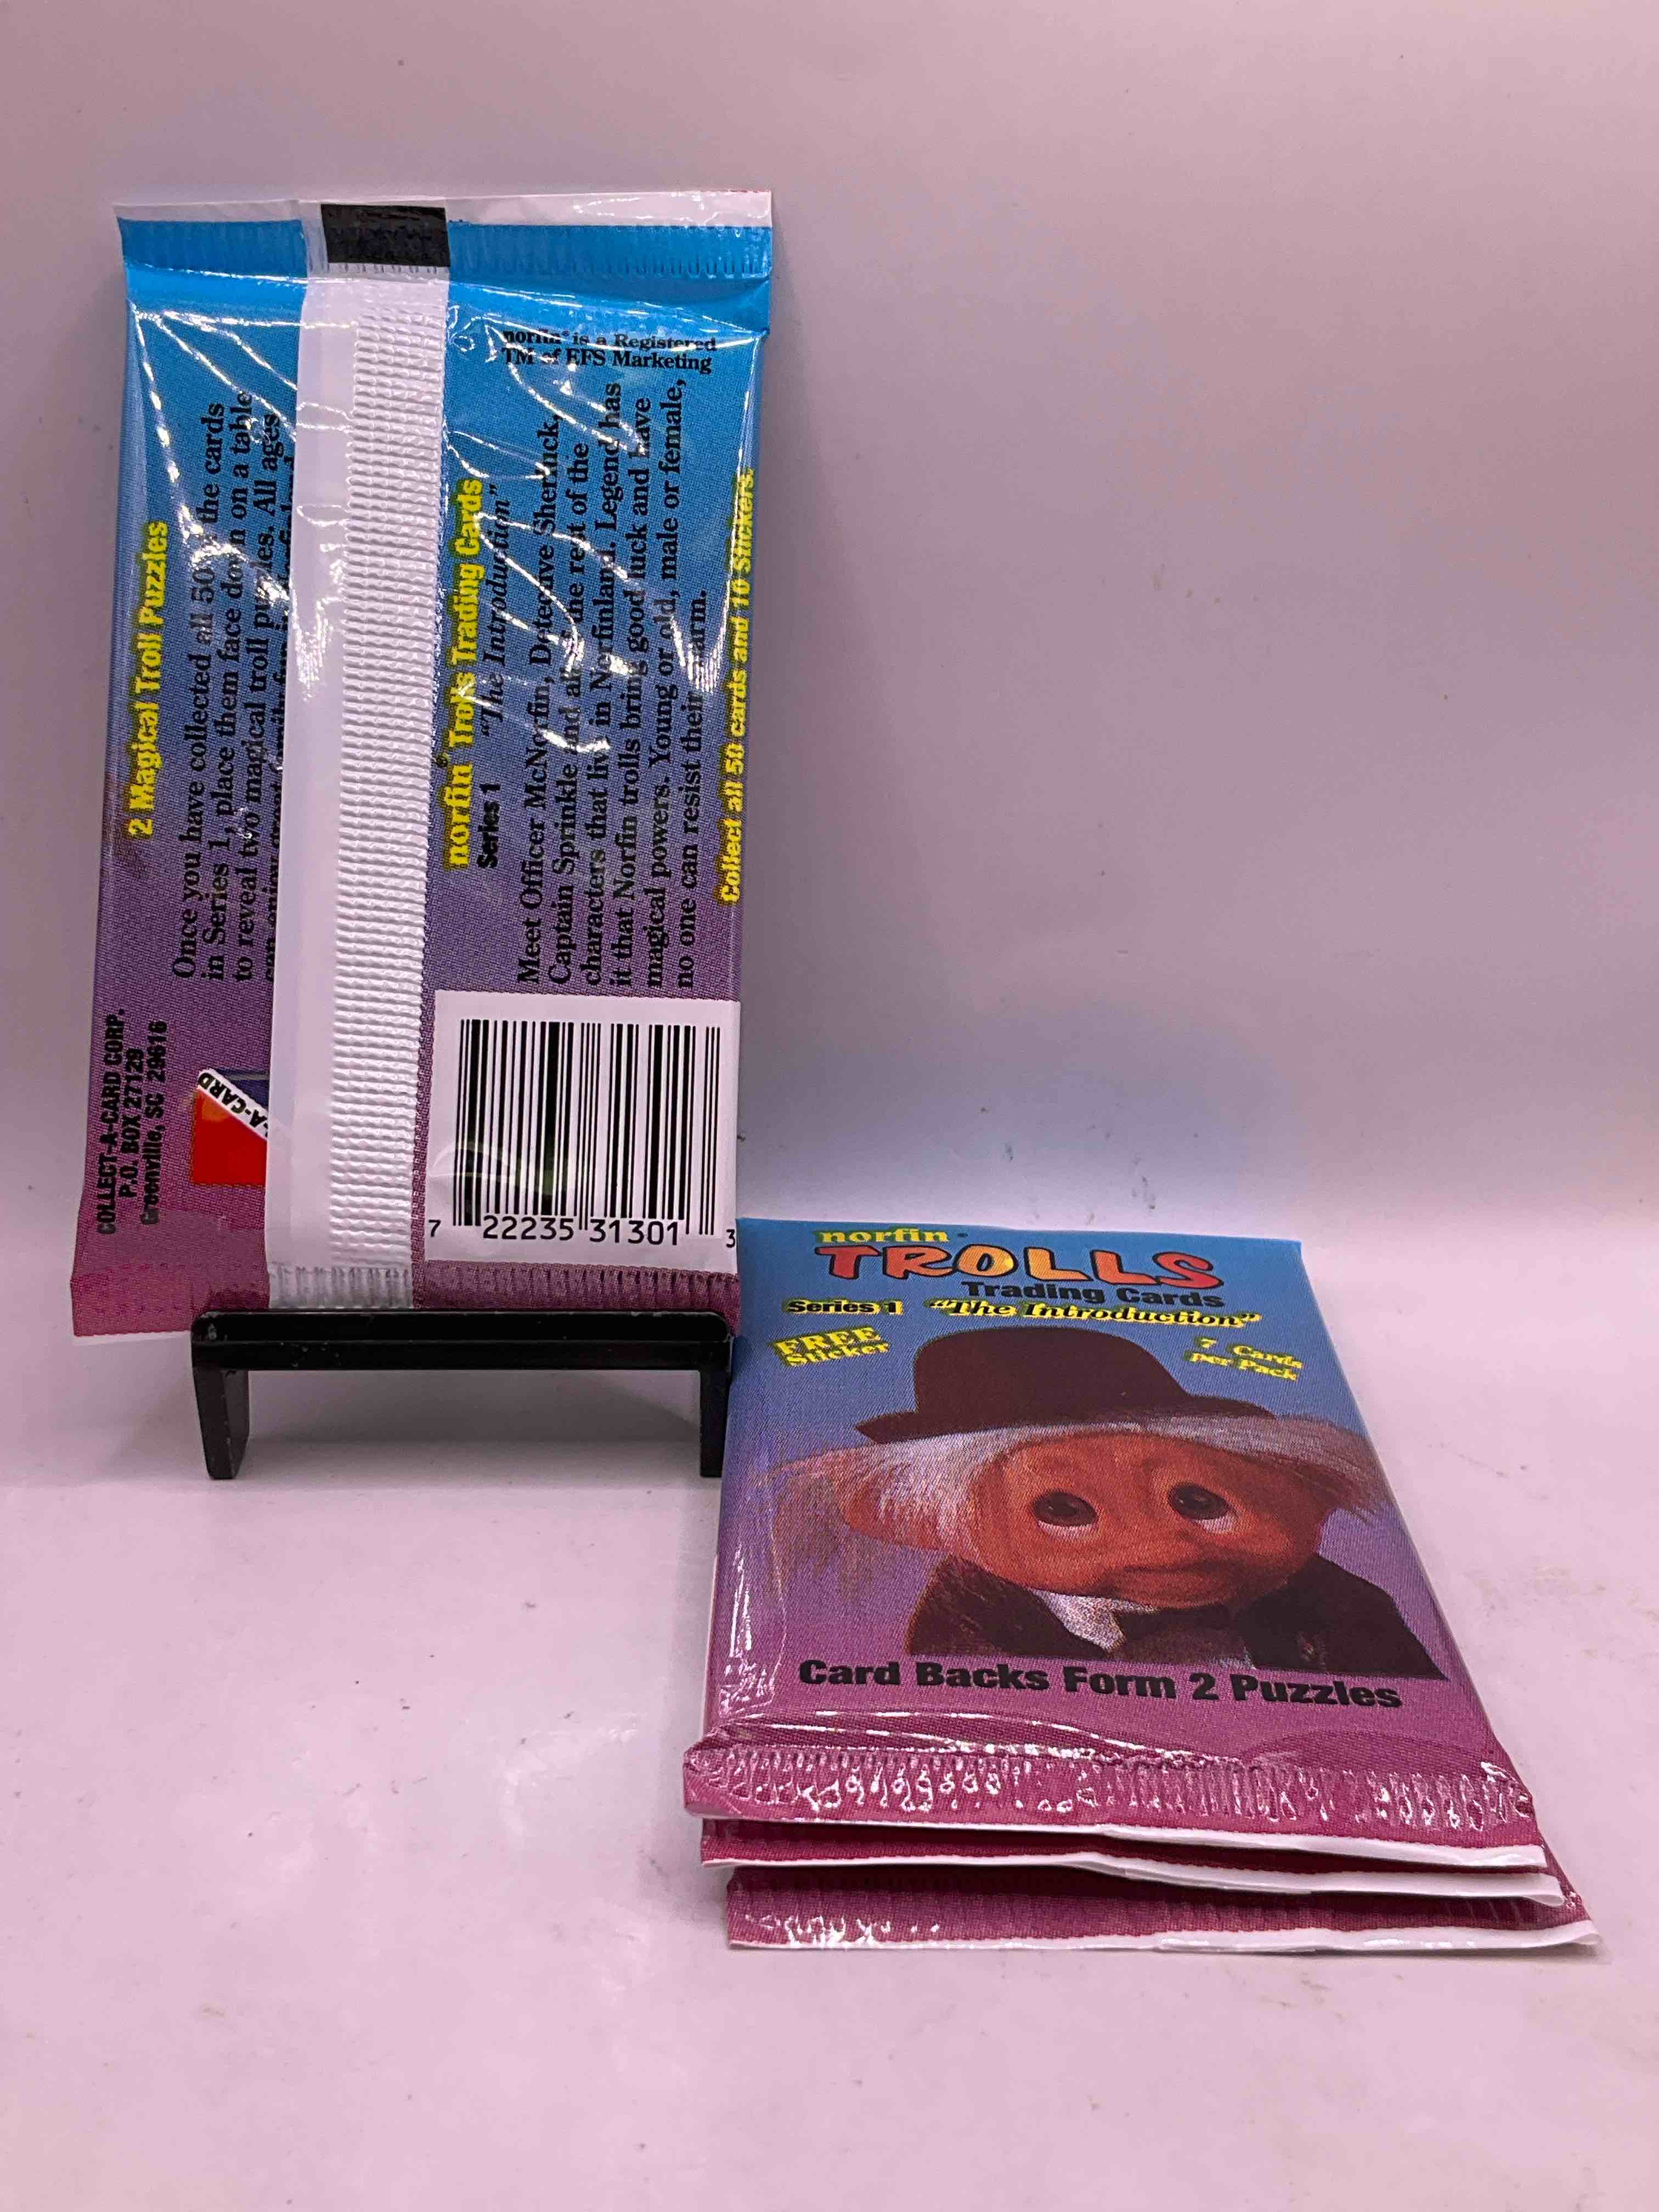 2 Magical Troll Puzzles
Once you have collected all 50 of the cards
in Series 1, place them face down on a table
to reveal two magical troll puzzles. All ages
COLLECT-A-CARD CORP.
P.O. BOX 27129
Greenville, SC 29616
A-CARD
norfin® is a Registered
TM of EFS Marketing
norfin® Trolls Trading Cards
Series 1 "The Introduction"
Meet Officer McNorfin, Detective Sherluck,
Captain Sprinkle and all the rest of the
characters that live in Norfinland. Legend has
it that Norfin trolls bring good luck and have
magical powers. Young or old, male or female,
no one can resist their charm.
Collect all 50 cards and 10 Stickers.
7 22235 31301 3
norfin®
TROLLS
Trading Cards
Series 1 "The Introduction"
FREE
Sticker
7 Cards
per Pack
Card Backs Form 2 Puzzles